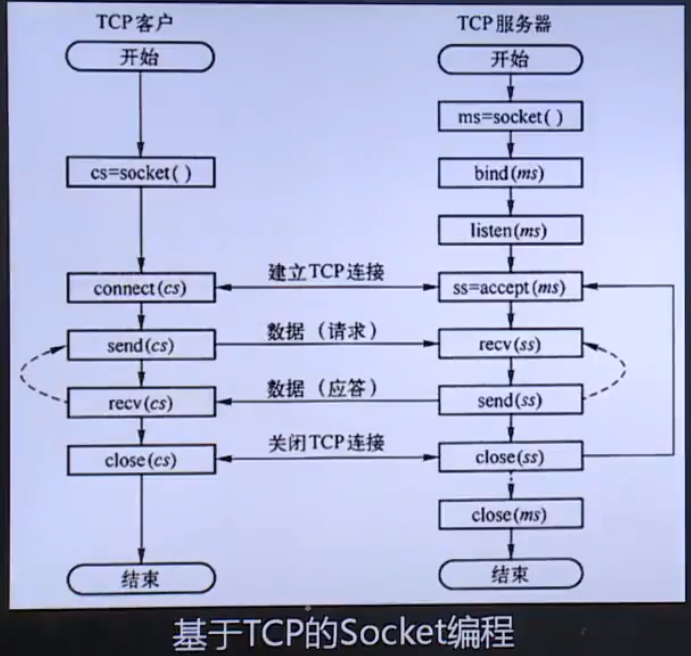 TCP客户
TCP服务器
开始
开始
ms=socket( )
cs=socket( )
bind(ms)
listen(ms)
connect(cs)
建立TCP连接
ss=accept(ms)
send(cs)
数据（请求）
recv(ss)
recv(cs)
数据（应答）
send(ss)
close(cs)
关闭TCP连接
close(ss)
close(ms)
结束
结束
基于TCP的Socket编程